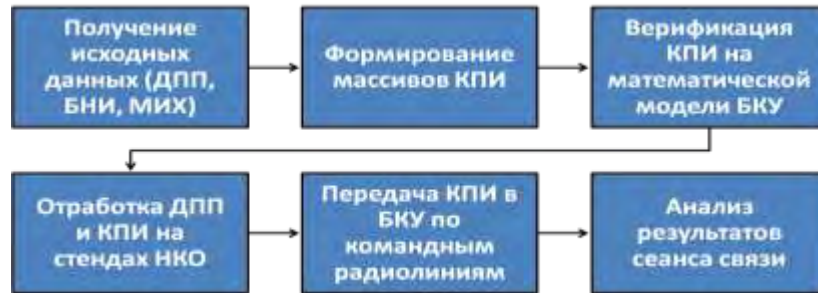 Получение
исходных
данных (ДПП,
БНИ, МИХ)
Формирование
массивов КПИ
Верификация
КПИ на
математической
модели БКУ
Отработка ДПП
и КПИ на
стендах НКО
Передача КПИ в
БКУ по
командным
радиолиниям
Анализ
результатов
сеанса связи